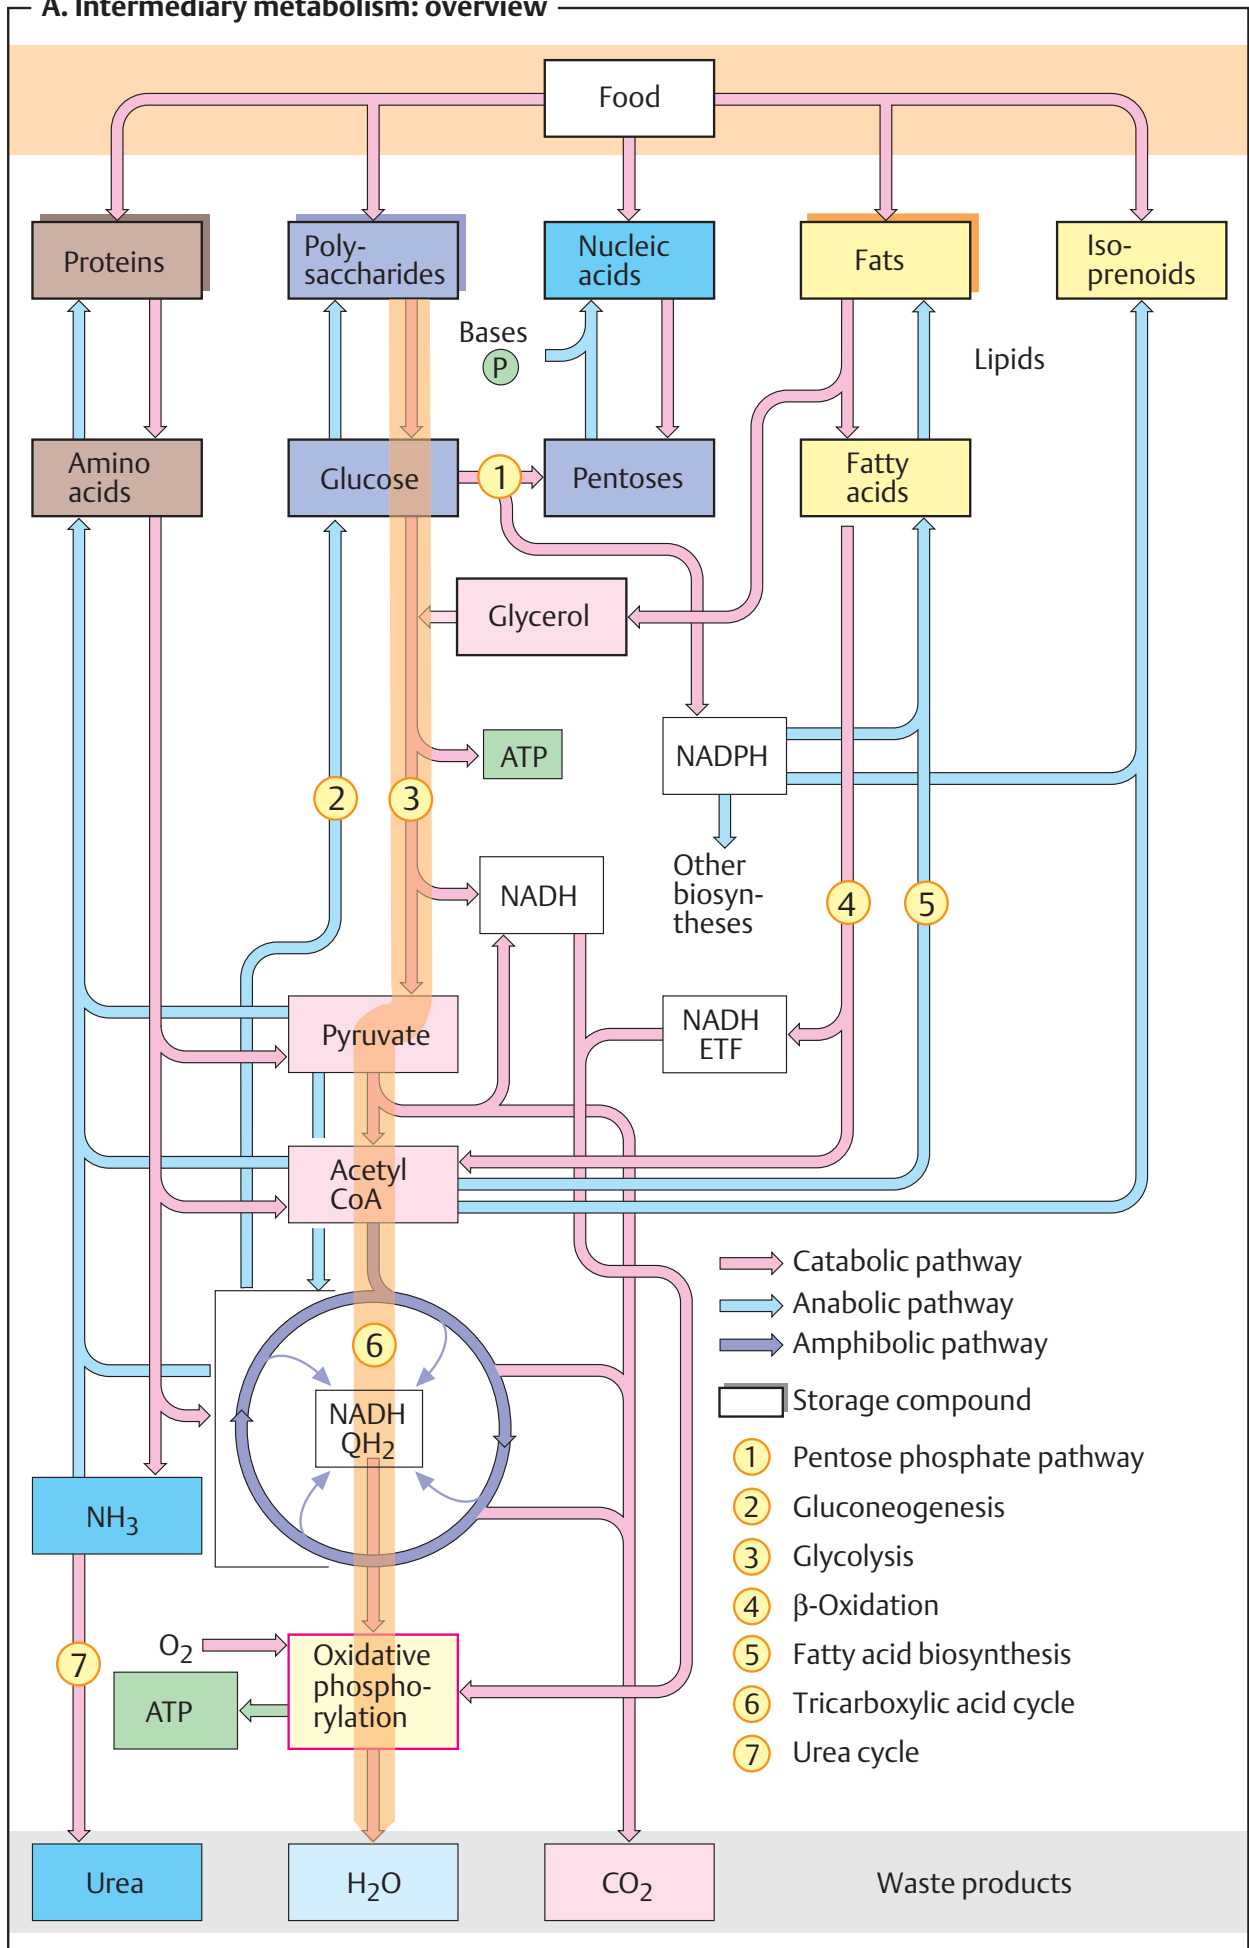 A. Intermediary metabolism: overview
Food
Proteins
Poly-
saccharides
Nucleic
acids
Fats
Iso-
prenoids
Bases
P
Lipids
Amino
acids
Glucose
1
Pentoses
Fatty
acids
Glycerol
ATP
NADPH
2
3
Other
biosyn-
theses
NADH
4
5
Pyruvate
NADH
ETF
Acetyl
CoA
Catabolic pathway
Anabolic pathway
Amphibolic pathway
6
NADH
QH2
Storage compound
1 Pentose phosphate pathway
2 Gluconeogenesis
3 Glycolysis
4 β-Oxidation
5 Fatty acid biosynthesis
6 Tricarboxylic acid cycle
7 Urea cycle
NH3
O2
7
Oxidative
phospho-
rylation
ATP
Urea
H2O
CO2
Waste products